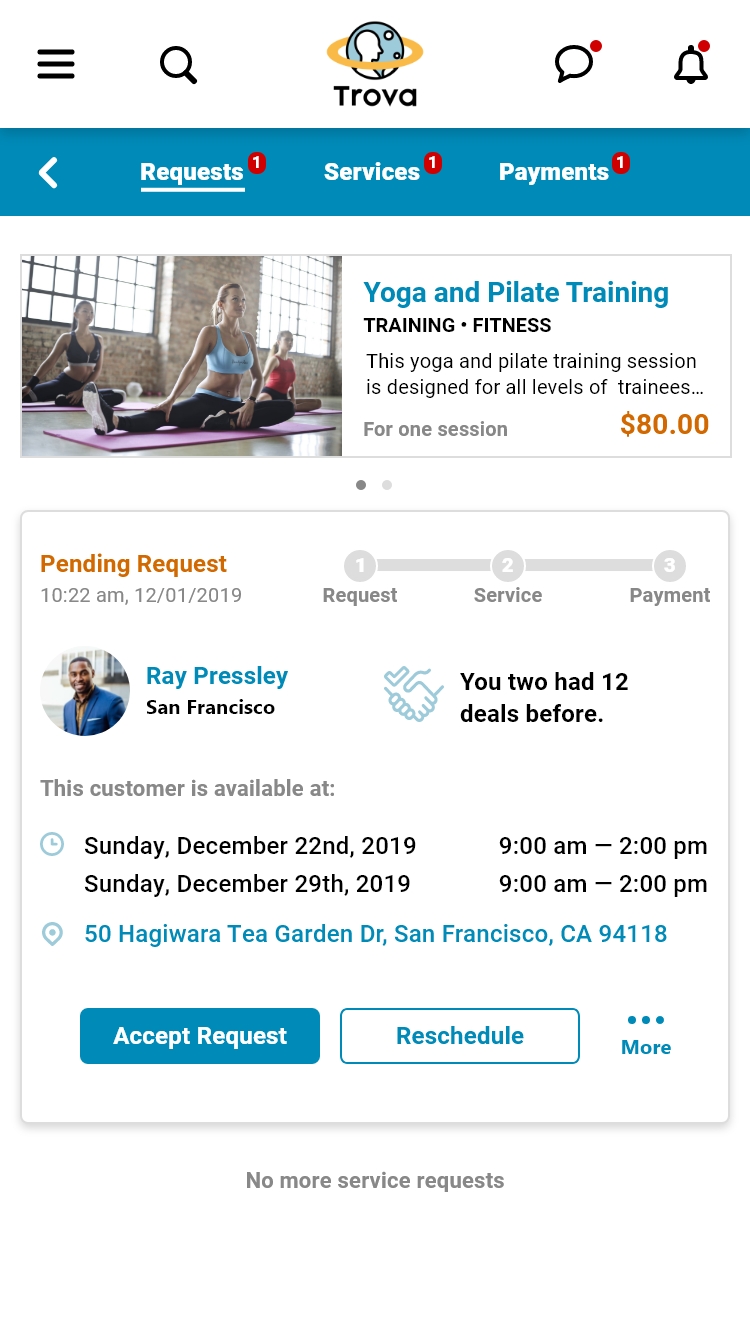 Trova
Requests 1 Services 1 Payments 1
Yoga and Pilate Training
TRAINING • FITNESS
This yoga and pilate training session
is designed for all levels of trainees...
For one session $80.00
Pending Request
10:22 am, 12/01/2019
1 2 3
Request Service Payment
Ray Pressley
San Francisco
You two had 12
deals before.
This customer is available at:
Sunday, December 22nd, 2019 9:00 am — 2:00 pm
Sunday, December 29th, 2019 9:00 am — 2:00 pm
50 Hagiwara Tea Garden Dr, San Francisco, CA 94118
Accept Request Reschedule More
No more service requests